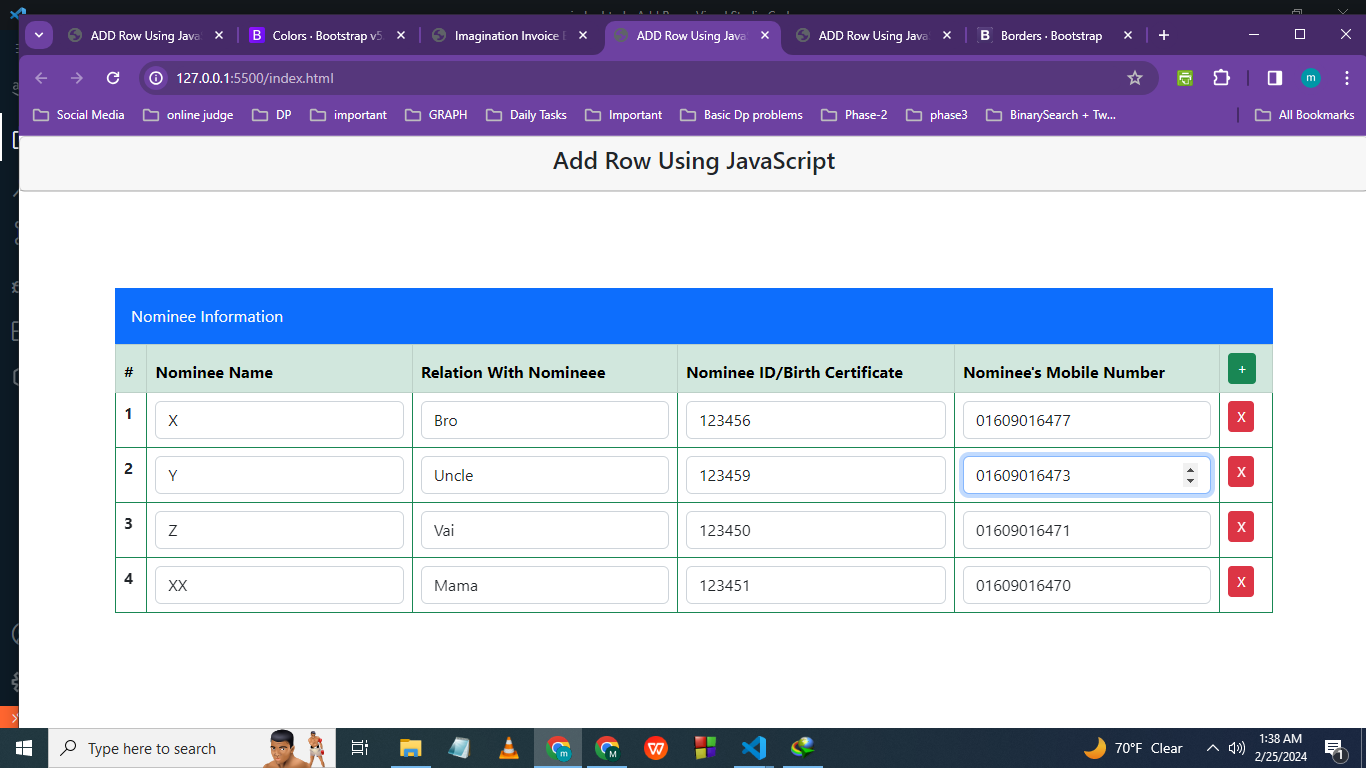 ADD Row Using Java
Colors · Bootstrap v5
Imagination Invoice
ADD Row Using Java
ADD Row Using Java
Borders · Bootstrap
127.0.0.1:5500/index.html
m
Social Media
online judge
DP
important
GRAPH
Daily Tasks
Important
Basic Dp problems
Phase-2
phase3
BinarySearch + Tw...
All Bookmarks
Add Row Using JavaScript
Nominee Information
# Nominee Name Relation With Nomineee Nominee ID/Birth Certificate Nominee's Mobile Number +
1 X Bro 123456 01609016477 X
2 Y Uncle 123459 01609016473 X
3 Z Vai 123450 01609016471 X
4 XX Mama 123451 01609016470 X
Type here to search
70°F Clear
1:38 AM
2/25/2024
1